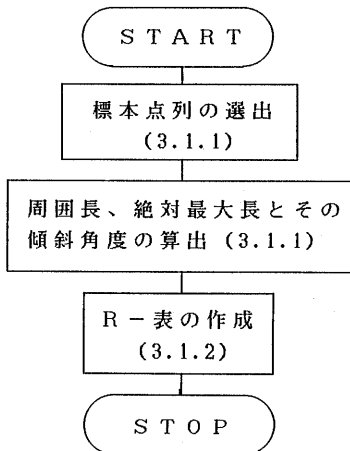 START
標本点列の選出
(3.1.1)
周囲長、絶対最大長とその
傾斜角度の算出 (3.1.1)
R－表の作成
(3.1.2)
STOP